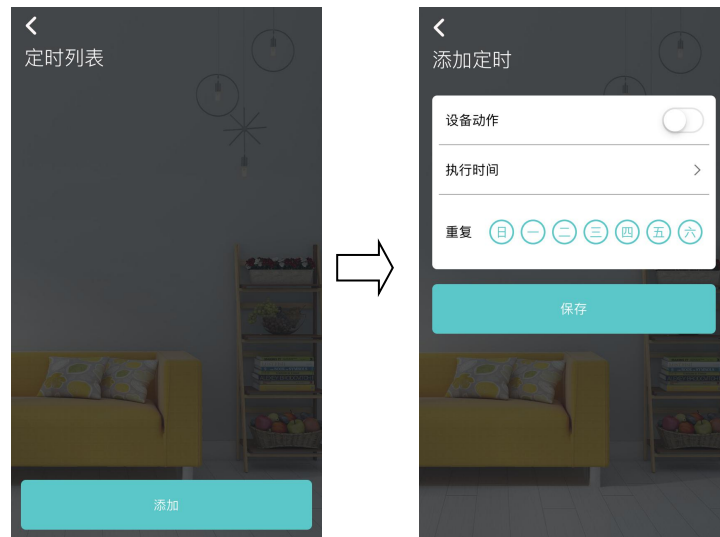 定时列表
添加
添加定时
设备动作
执行时间
重复 日 一 二 三 四 五 六
保存